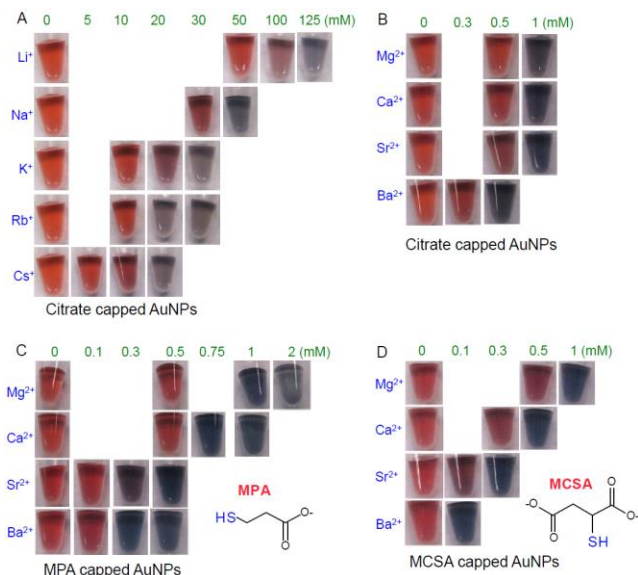 A 0 5 10 20 30 50 100 125 (mM)
Li⁺
Na⁺
K⁺
Rb⁺
Cs⁺
Citrate capped AuNPs
B 0 0.3 0.5 1 (mM)
Mg²⁺
Ca²⁺
Sr²⁺
Ba²⁺
Citrate capped AuNPs
C 0 0.1 0.3 0.5 0.75 1 2 (mM)
Mg²⁺
Ca²⁺
Sr²⁺
Ba²⁺
MPA
HS
O-
O
MPA capped AuNPs
D 0 0.1 0.3 0.5 1 (mM)
Mg²⁺
Ca²⁺
Sr²⁺
Ba²⁺
MCSA
O
-O
O-
O
SH
MCSA capped AuNPs